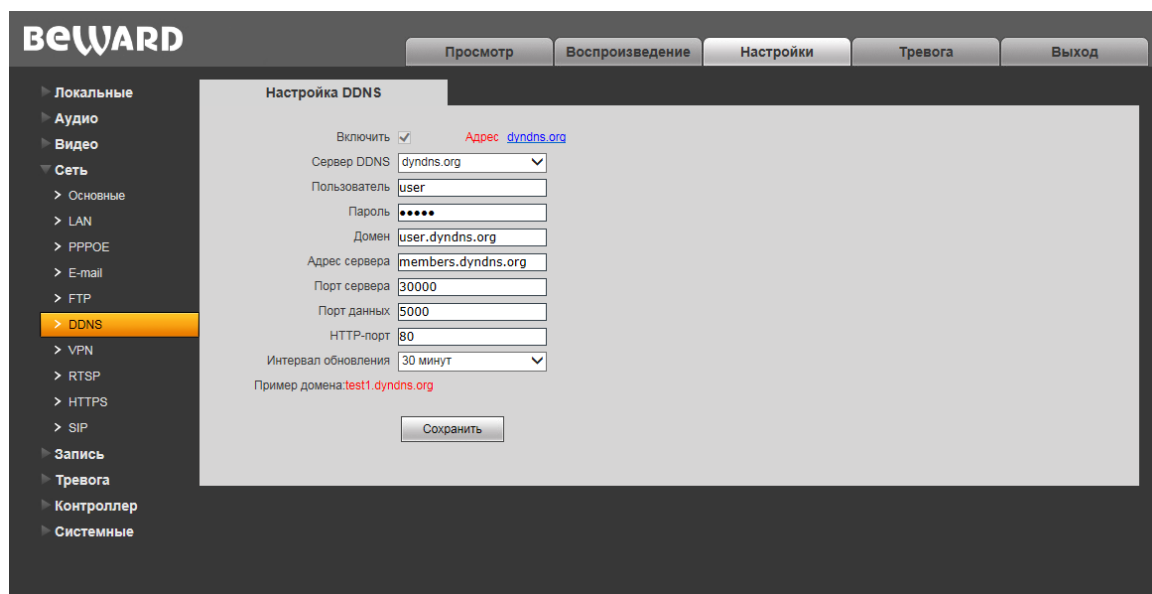 BEWARD
Просмотр Воспроизведение Настройки Тревога Выход
Локальные
Аудио
Видео
Сеть
> Основные
> LAN
> PPPOE
> E-mail
> FTP
> DDNS
> VPN
> RTSP
> HTTPS
> SIP
Запись
Тревога
Контроллер
Системные
Настройка DDNS
Включить Адрес dyndns.org
Сервер DDNS dyndns.org
Пользователь user
Пароль •••••
Домен user.dyndns.org
Адрес сервера members.dyndns.org
Порт сервера 30000
Порт данных 5000
HTTP-порт 80
Интервал обновления 30 минут
Пример домена:test1.dyndns.org
Сохранить